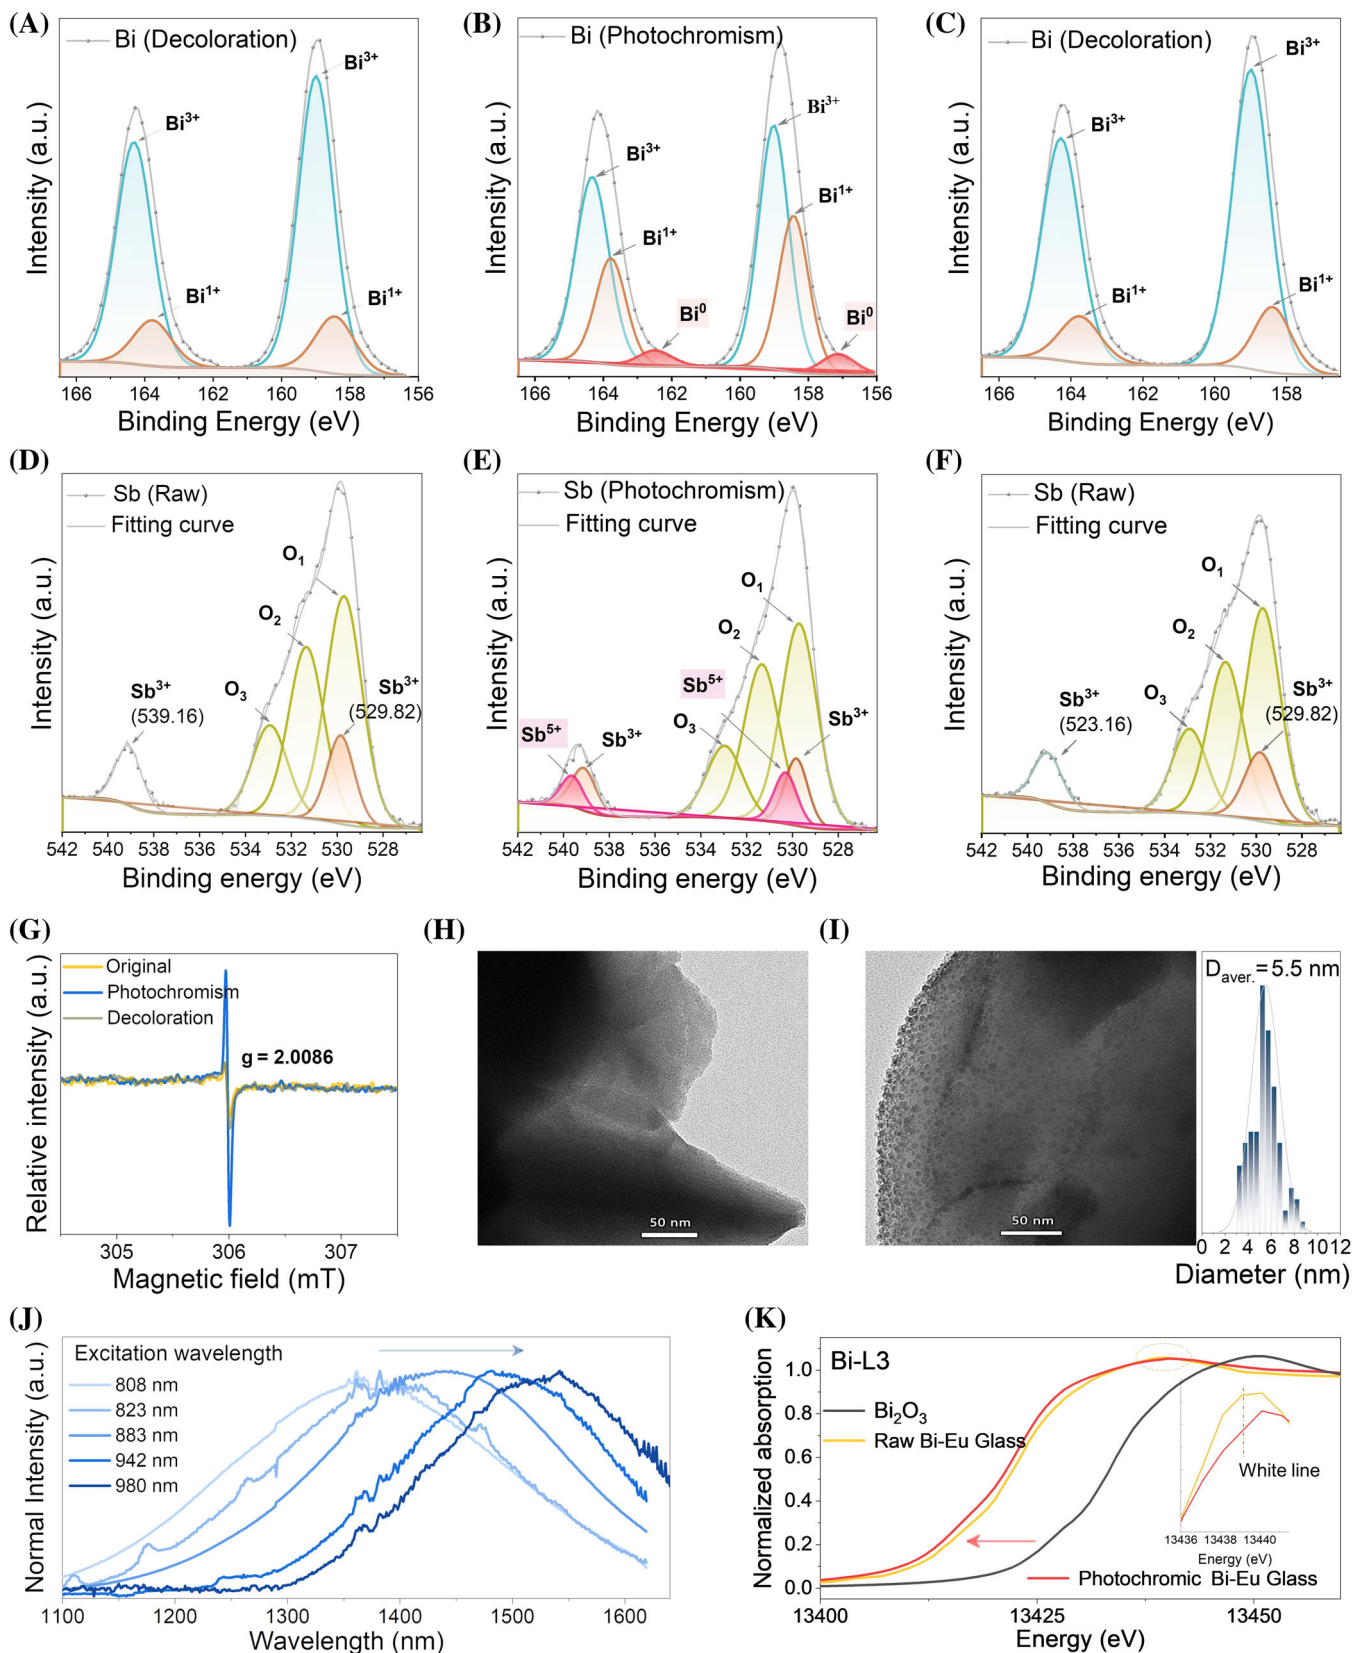 (A)
Bi (Decoloration)
Bi³⁺
Bi³⁺
Bi¹⁺
Bi¹⁺
Intensity (a.u.)
166 164 162 160 158 156
Binding Energy (eV)
(B)
Bi (Photochromism)
Bi³⁺
Bi³⁺
Bi¹⁺
Bi¹⁺
Bi⁰
Bi⁰
Intensity (a.u.)
166 164 162 160 158 156
Binding Energy (eV)
(C)
Bi (Decoloration)
Bi³⁺
Bi³⁺
Bi¹⁺
Bi¹⁺
Intensity (a.u.)
166 164 162 160 158
Binding Energy (eV)
(D)
Sb (Raw)
Fitting curve
O₁
O₂
O₃
Sb³⁺
(539.16)
Sb³⁺
(529.82)
Intensity (a.u.)
542 540 538 536 534 532 530 528
Binding energy (eV)
(E)
Sb (Photochromism)
Fitting curve
O₁
O₂
Sb⁵⁺
O₃
Sb³⁺
Sb⁵⁺
Sb³⁺
Intensity (a.u.)
542 540 538 536 534 532 530 528
Binding energy (eV)
(F)
Sb (Raw)
Fitting curve
O₁
O₂
O₃
Sb³⁺
(523.16)
Sb³⁺
(529.82)
Intensity (a.u.)
542 540 538 536 534 532 530 528
Binding energy (eV)
(G)
Original
Photochromism
Decoloration
g = 2.0086
Relative intensity (a.u.)
305 306 307
Magnetic field (mT)
(H)
50 nm
(I)
50 nm
Dₐᵥₑᵣ. = 5.5 nm
0 2 4 6 8 10 12
Diameter (nm)
(J)
Excitation wavelength
808 nm
823 nm
883 nm
942 nm
980 nm
Normal Intensity (a.u.)
1100 1200 1300 1400 1500 1600
Wavelength (nm)
(K)
Bi-L3
Bi₂O₃
Raw Bi-Eu Glass
Photochromic Bi-Eu Glass
White line
13436 13438 13440
Energy (eV)
Normalized absorption
1.0
0.8
0.6
0.4
0.2
0.0
13400 13425 13450
Energy (eV)